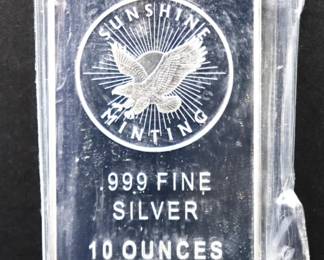 SUNSHINE
MINTING
.999 FINE
SILVER
10 OUNCES